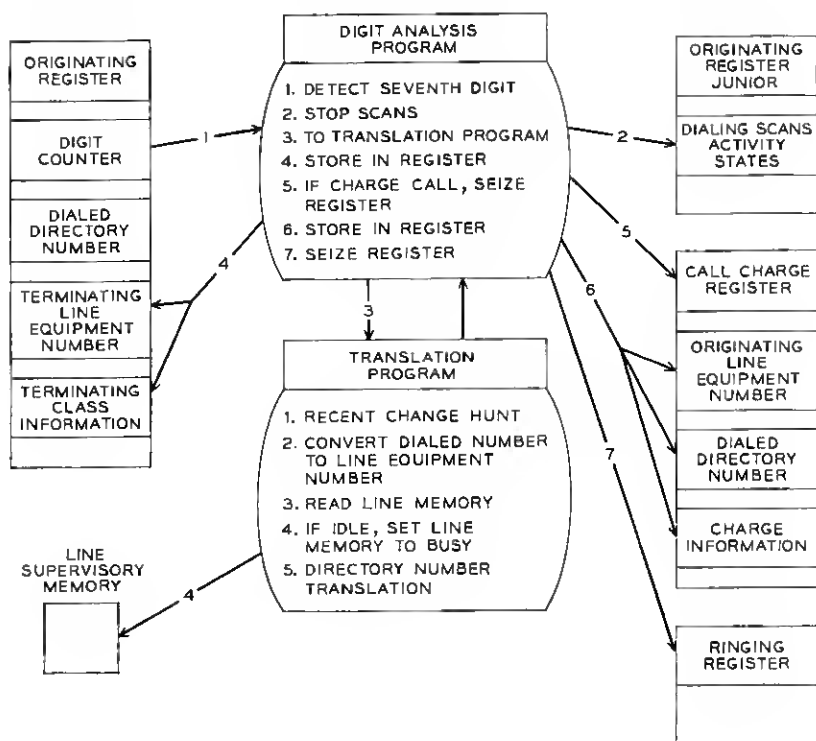 ORIGINATING
REGISTER
DIGIT
COUNTER
DIALED
DIRECTORY
NUMBER
TERMINATING
LINE
EQUIPMENT
NUMBER
TERMINATING
CLASS
INFORMATION
LINE
SUPERVISORY
MEMORY
1
4
DIGIT ANALYSIS
PROGRAM
1. DETECT SEVENTH DIGIT
2. STOP SCANS
3. TO TRANSLATION PROGRAM
4. STORE IN REGISTER
5. IF CHARGE CALL, SEIZE
REGISTER
6. STORE IN REGISTER
7. SEIZE REGISTER
3
TRANSLATION
PROGRAM
1. RECENT CHANGE HUNT
2. CONVERT DIALED NUMBER
TO LINE EQUIPMENT
NUMBER
3. READ LINE MEMORY
4. IF IDLE, SET LINE
MEMORY TO BUSY
5. DIRECTORY NUMBER
TRANSLATION
4
2
5
6
7
ORIGINATING
REGISTER
JUNIOR
DIALING SCANS
ACTIVITY
STATES
CALL CHARGE
REGISTER
ORIGINATING
LINE
EQUIPMENT
NUMBER
DIALED
DIRECTORY
NUMBER
CHARGE
INFORMATION
RINGING
REGISTER